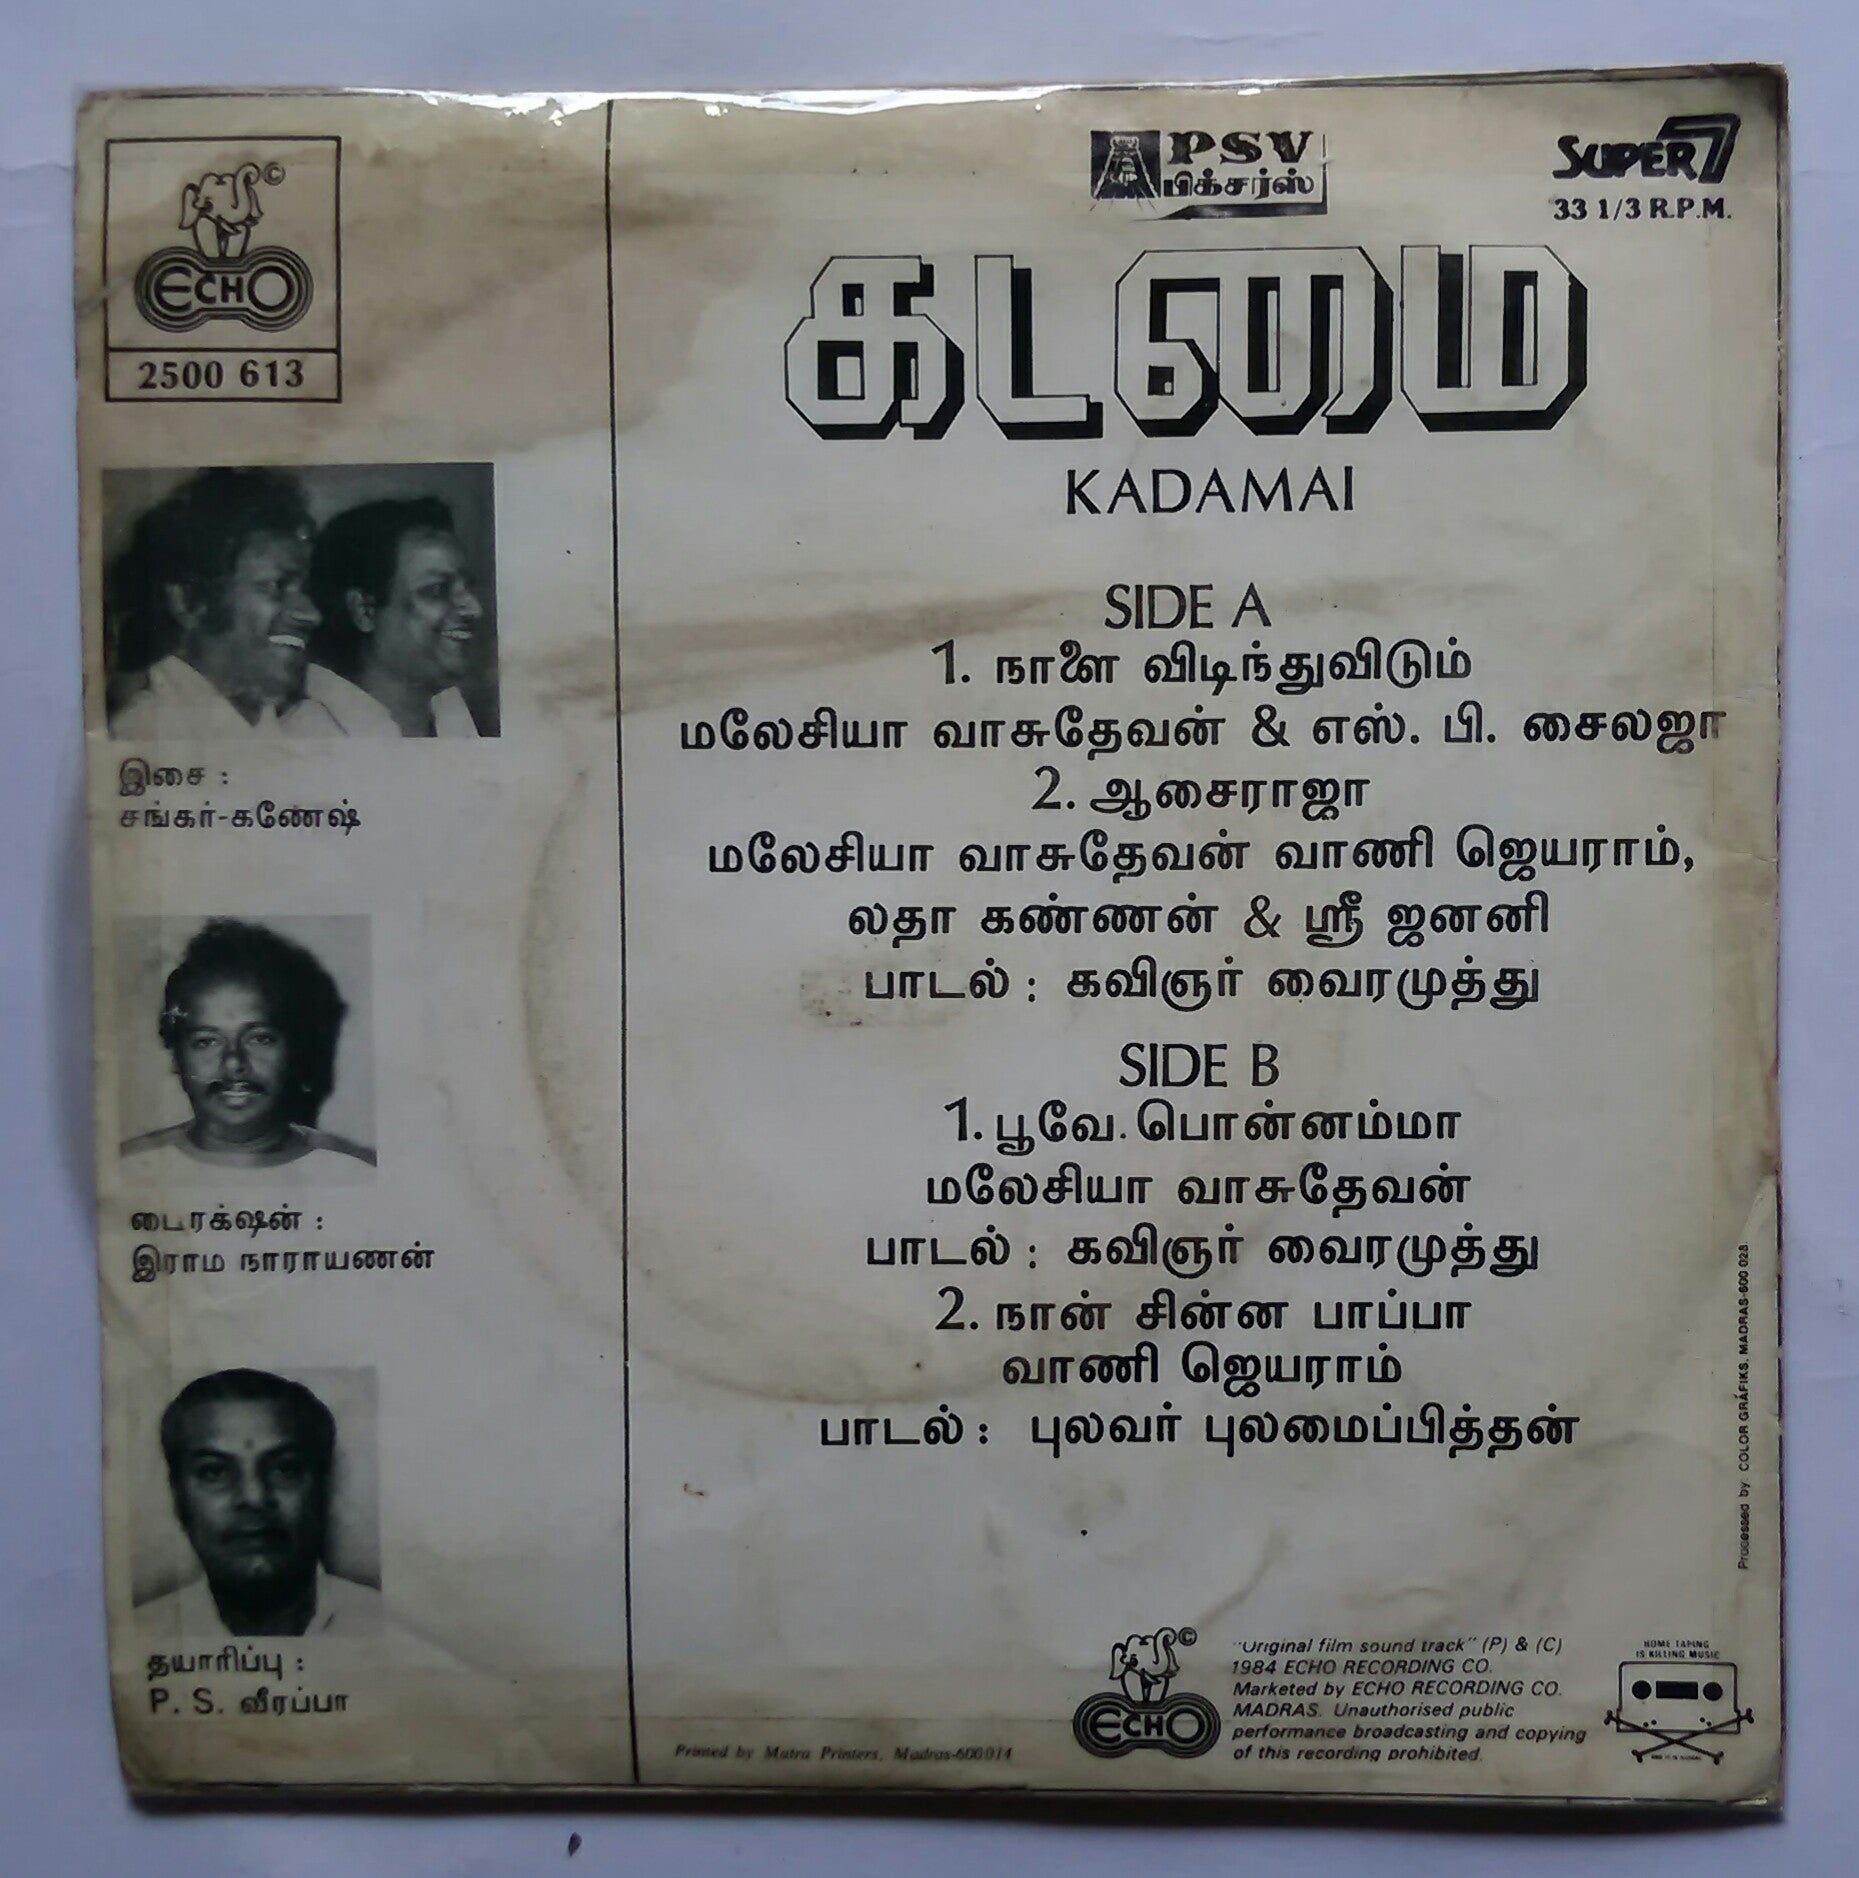 ECHO ©
2500 613
இசை :
சங்கர்-கணேஷ்
டைரக்‌ஷன் :
இராம நாராயணன்
தயாரிப்பு :
P. S. வீரப்பா
PSV
பிக்சர்ஸ்
SUPER 7
33 1/3 R.P.M.
கடமை
KADAMAI
SIDE A
1. நாளை விடிந்துவிடும்
மலேசியா வாசுதேவன் & எஸ். பி. சைலஜா
2. ஆசைராஜா
மலேசியா வாசுதேவன் வாணி ஜெயராம்,
லதா கண்ணன் & ஸ்ரீ ஜனனி
பாடல் : கவிஞர் வைரமுத்து
SIDE B
1. பூவே பொன்னம்மா
மலேசியா வாசுதேவன்
பாடல் : கவிஞர் வைரமுத்து
2. நான் சின்ன பாப்பா
வாணி ஜெயராம்
பாடல் : புலவர் புலமைப்பித்தன்
Processed by COLOR GRAFIKS, MADRAS-600 028
Printed by Matra Printers, Madras-600014
ECHO ©
"Original film sound track" (P) & (C)
1984 ECHO RECORDING CO.
Marketed by ECHO RECORDING CO.
MADRAS. Unauthorised public
performance broadcasting and copying
of this recording prohibited.
HOME TAPING
IS KILLING MUSIC